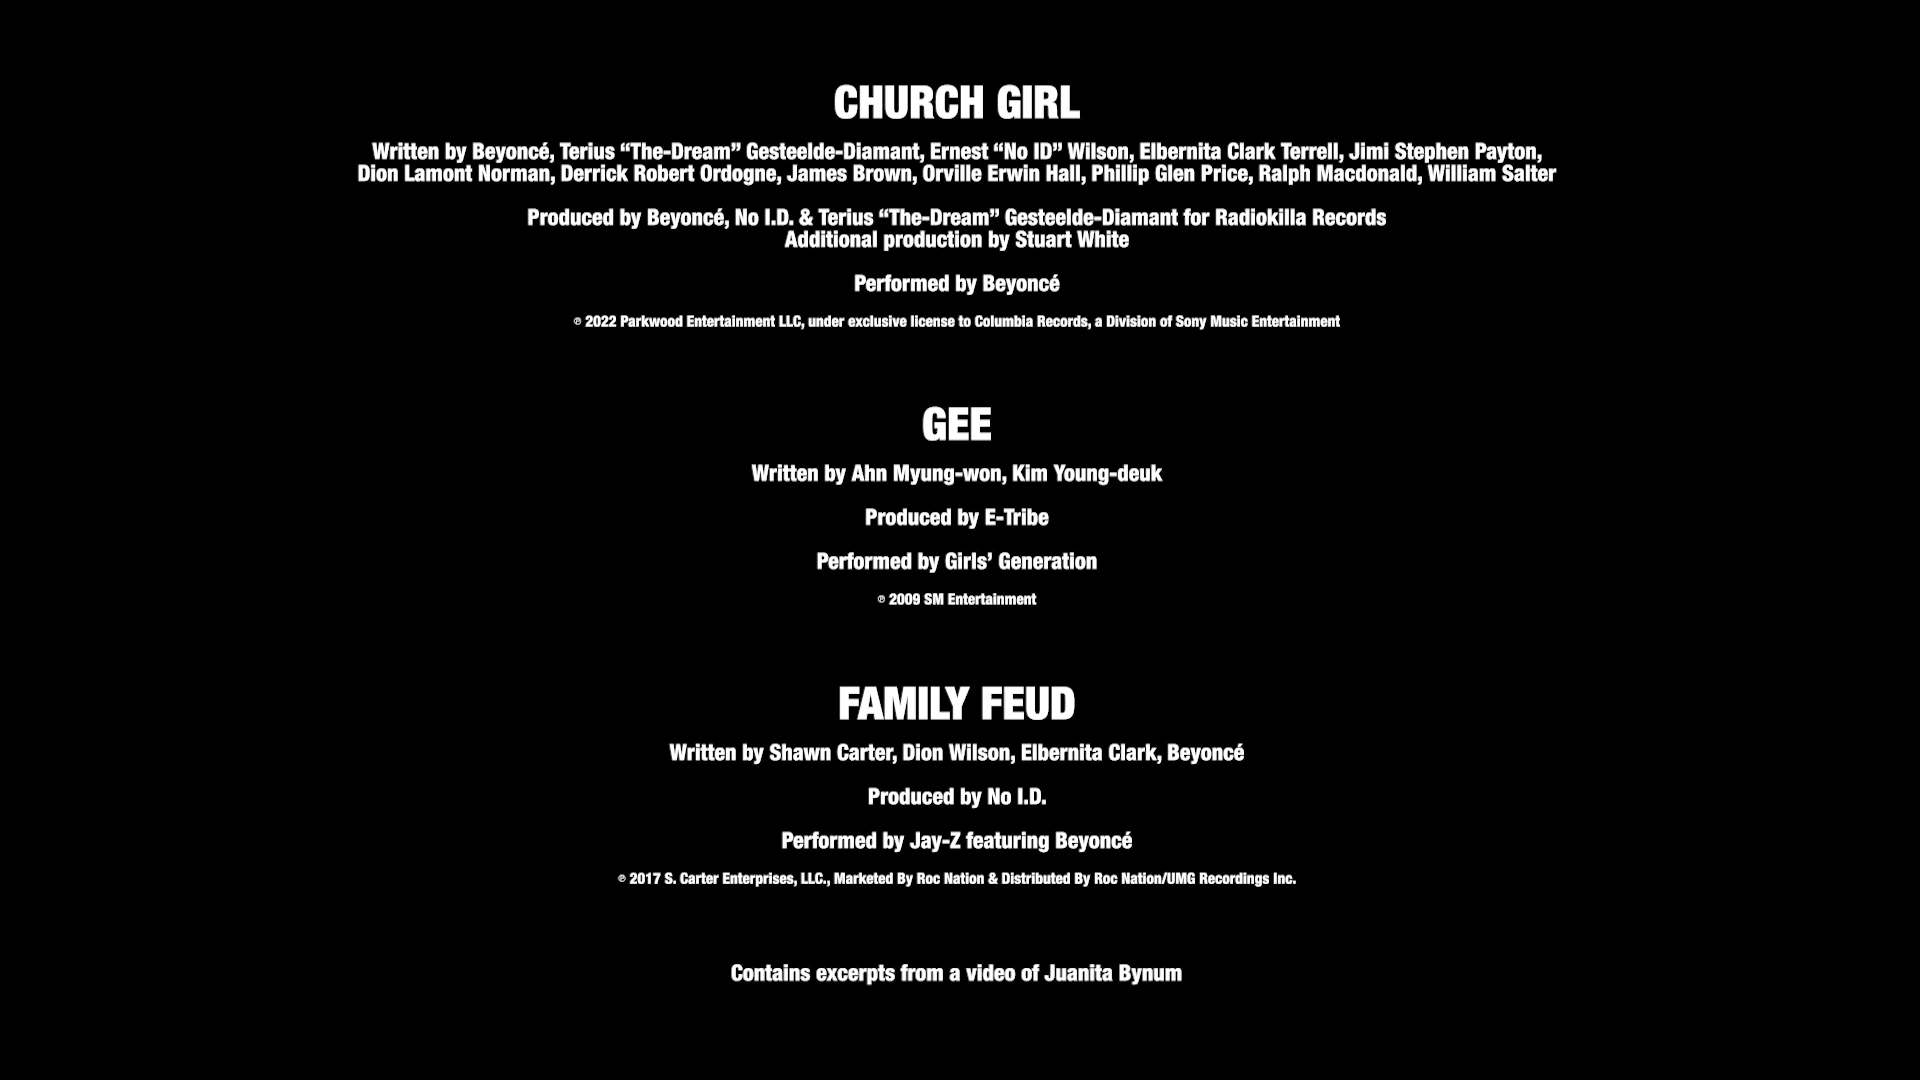 CHURCH GIRL
Written by Beyoncé, Terius “The-Dream” Gesteelde-Diamant, Ernest “No ID” Wilson, Elbernita Clark Terrell, Jimi Stephen Payton,
Dion Lamont Norman, Derrick Robert Ordogne, James Brown, Orville Erwin Hall, Phillip Glen Price, Ralph Macdonald, William Salter
Produced by Beyoncé, No I.D. & Terius “The-Dream” Gesteelde-Diamant for Radiokilla Records
Additional production by Stuart White
Performed by Beyoncé
℗ 2022 Parkwood Entertainment LLC, under exclusive license to Columbia Records, a Division of Sony Music Entertainment
GEE
Written by Ahn Myung-won, Kim Young-deuk
Produced by E-Tribe
Performed by Girls’ Generation
℗ 2009 SM Entertainment
FAMILY FEUD
Written by Shawn Carter, Dion Wilson, Elbernita Clark, Beyoncé
Produced by No I.D.
Performed by Jay-Z featuring Beyoncé
℗ 2017 S. Carter Enterprises, LLC., Marketed By Roc Nation & Distributed By Roc Nation/UMG Recordings Inc.
Contains excerpts from a video of Juanita Bynum